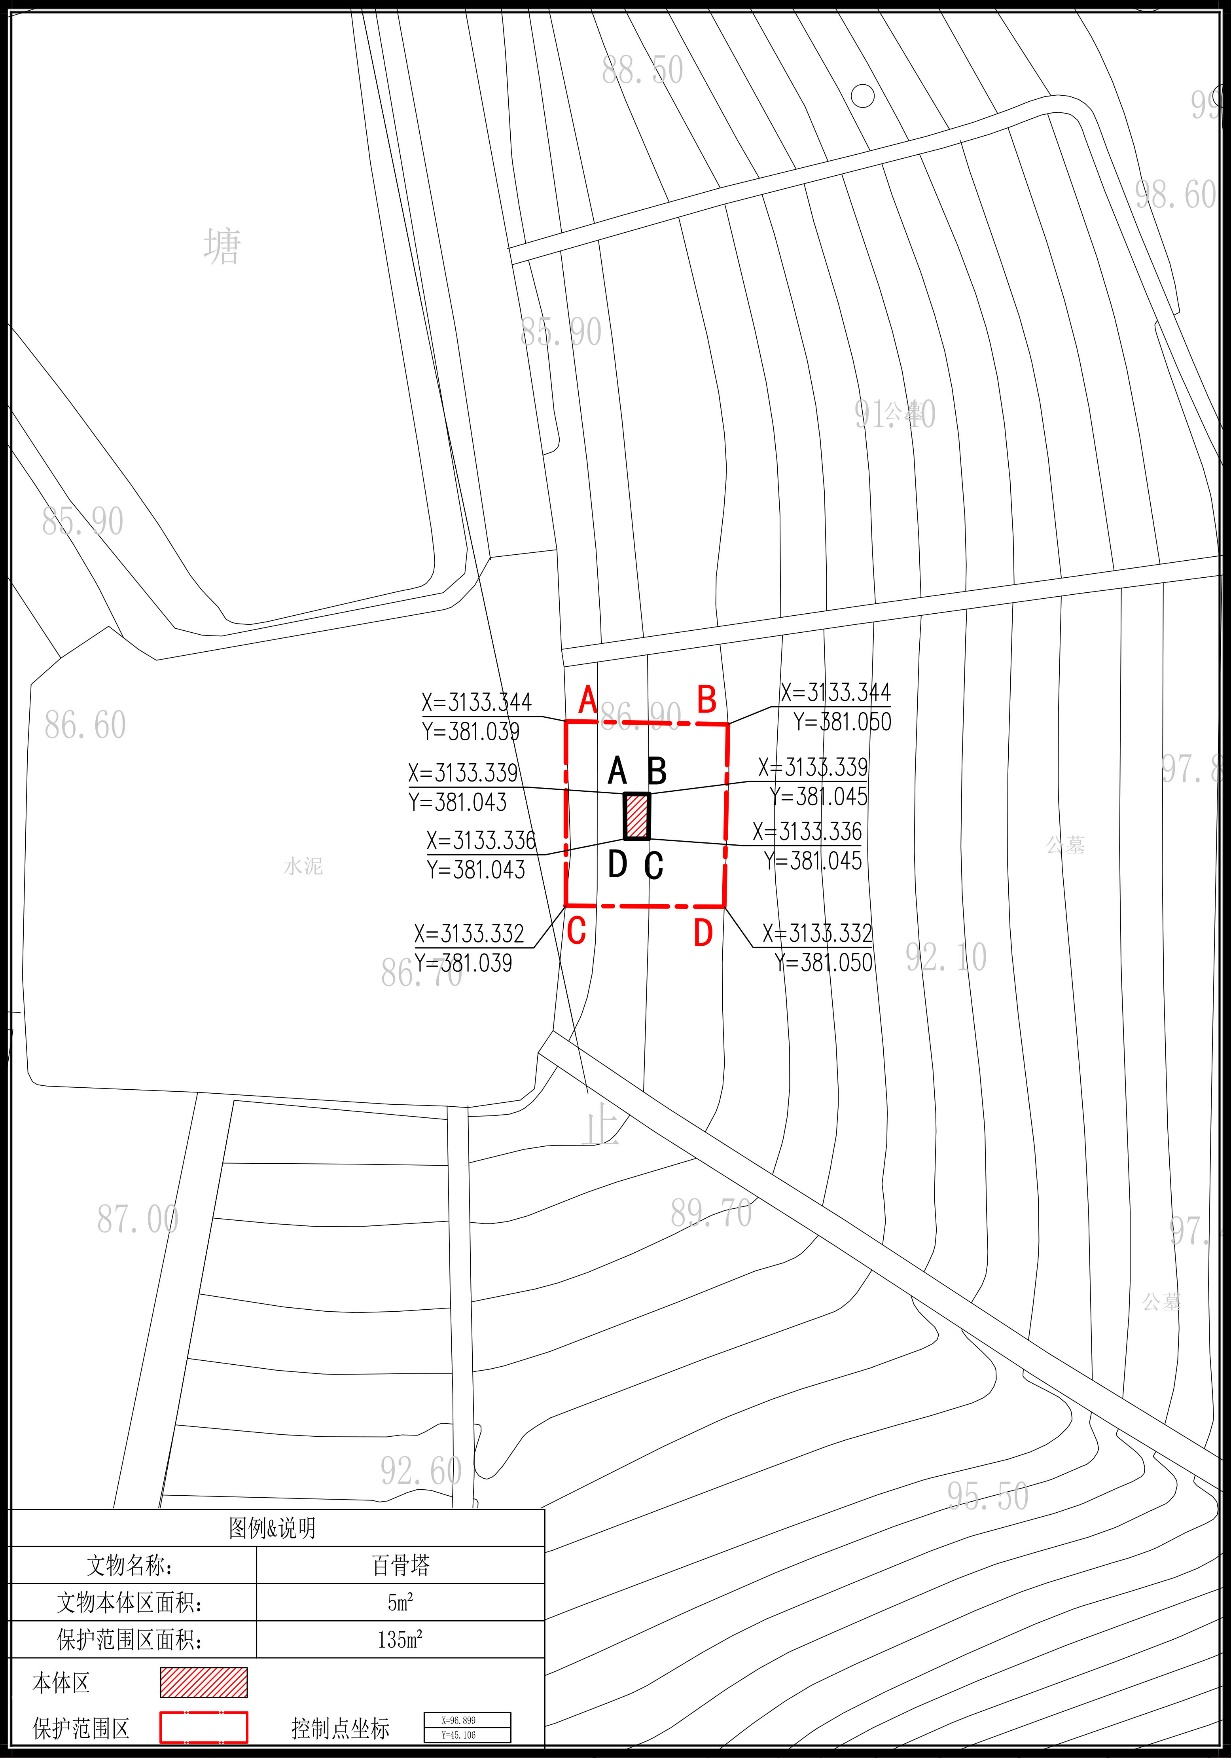 88.50
99
98.60
塘
85.90
91.40
公墓
85.90
A
B
X=3133.344
Y=381.039
X=3133.344
Y=381.050
86.60
86.90
X=3133.339
Y=381.043
A B
X=3133.339
Y=381.045
97.8
X=3133.336
Y=381.043
X=3133.336
Y=381.045
公墓
水泥
D C
X=3133.332
Y=381.039
C
D
X=3133.332
Y=381.050
86.70
92.10
止
87.00
89.70
97.
公墓
92.60
95.50
图例&说明
文物名称: 百骨塔
文物本体区面积: 5m²
保护范围区面积: 135m²
本体区
保护范围区 控制点坐标
X=96.899
Y=45.106